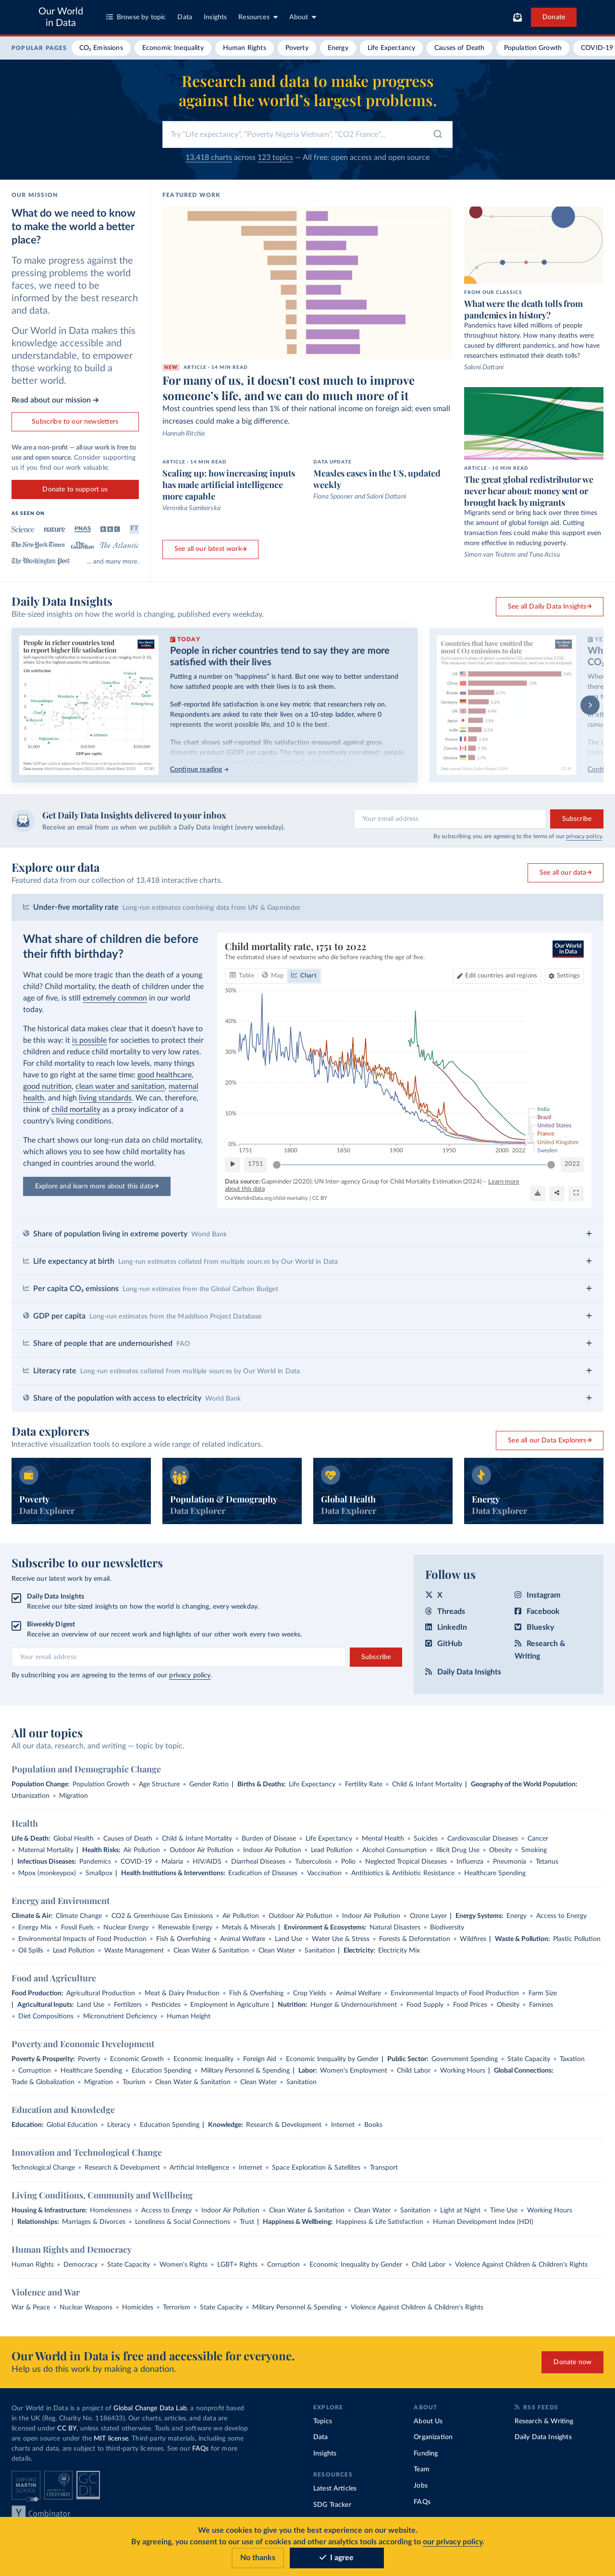 Our World
in Data
Browse by topic
Data
Insights
Resources
About
Donate
POPULAR PAGES
CO₂ Emissions
Economic Inequality
Human Rights
Poverty
Energy
Life Expectancy
Causes of Death
Population Growth
COVID-19
Research and data to make progress
against the world's largest problems.
Try "Life expectancy", "Poverty Nigeria Vietnam", "CO2 France"...
13,418 charts across 123 topics — All free: open access and open source
OUR MISSION
What do we need to know
to make the world a better
place?
To make progress against the
pressing problems the world
faces, we need to be
informed by the best research
and data.
Our World in Data makes this
knowledge accessible and
understandable, to empower
those working to build a
better world.
Read about our mission →
Subscribe to our newsletters
We are a non-profit — all our work is free to
use and open source. Consider supporting
us if you find our work valuable.
Donate to support us
AS SEEN ON
Science nature PNAS BBC FT
The New York Times The Guardian The Atlantic
The Washington Post ... and many more.
FEATURED WORK
NEW ARTICLE - 14 MIN READ
For many of us, it doesn't cost much to improve
someone's life, and we can do much more of it
Most countries spend less than 1% of their national income on foreign aid; even small
increases could make a big difference.
Hannah Ritchie
ARTICLE - 14 MIN READ
Scaling up: how increasing inputs
has made artificial intelligence
more capable
Veronika Samborska
DATA UPDATE
Measles cases in the US, updated
weekly
Fiona Spooner and Saloni Dattani
See all our latest work→
FROM OUR CLASSICS
What were the death tolls from
pandemics in history?
Pandemics have killed millions of people
throughout history. How many deaths were
caused by different pandemics, and how have
researchers estimated their death tolls?
Saloni Dattani
ARTICLE - 10 MIN READ
The great global redistributor we
never hear about: money sent or
brought back by migrants
Migrants send or bring back over three times
the amount of global foreign aid. Cutting
transaction fees could make this support even
more effective in reducing poverty.
Simon van Teutem and Tuna Acisu
Daily Data Insights
Bite-sized insights on how the world is changing, published every weekday.
See all Daily Data Insights→
People in richer countries tend
to report higher life satisfaction
TODAY
People in richer countries tend to say they are more
satisfied with their lives
Putting a number on "happiness" is hard. But one way to better understand
how satisfied people are with their lives is to ask them.
Self-reported life satisfaction is one key metric that researchers rely on.
Respondents are asked to rate their lives on a 10-step ladder, where 0
represents the worst possible life, and 10 is the best.
The chart shows self-reported life satisfaction measured against gross
domestic product (GDP) per capita. The two are positively correlated: people
Continue reading →
Countries that have emitted the
most CO₂ emissions to date
Get Daily Data Insights delivered to your inbox
Receive an email from us when we publish a Daily Data Insight (every weekday).
Your email address
Subscribe
By subscribing you are agreeing to the terms of our privacy policy.
Explore our data
Featured data from our collection of 13,418 interactive charts.
See all our data→
Under-five mortality rate Long-run estimates combining data from UN & Gapminder
What share of children die before
their fifth birthday?
What could be more tragic than the death of a young
child? Child mortality, the death of children under the
age of five, is still extremely common in our world
today.
The historical data makes clear that it doesn't have to
be this way: it is possible for societies to protect their
children and reduce child mortality to very low rates.
For child mortality to reach low levels, many things
have to go right at the same time: good healthcare,
good nutrition, clean water and sanitation, maternal
health, and high living standards. We can, therefore,
think of child mortality as a proxy indicator of a
country's living conditions.
The chart shows our long-run data on child mortality,
which allows you to see how child mortality has
changed in countries around the world.
Explore and learn more about this data→
Child mortality rate, 1751 to 2022
The estimated share of newborns who die before reaching the age of five.
Our World
in Data
Table
Map
Chart
Edit countries and regions
Settings
50%
40%
30%
20%
10%
0%
1751 1800 1850 1900 1950 2000 2022
India
Brazil
United States
France
United Kingdom
Sweden
1751
2022
Data source: Gapminder (2020); UN Inter-agency Group for Child Mortality Estimation (2024) – Learn more
about this data
OurWorldinData.org/child-mortality | CC BY
Share of population living in extreme poverty World Bank
Life expectancy at birth Long-run estimates collated from multiple sources by Our World in Data
Per capita CO₂ emissions Long-run estimates from the Global Carbon Budget
GDP per capita Long-run estimates from the Maddison Project Database
Share of people that are undernourished FAO
Literacy rate Long-run estimates collated from multiple sources by Our World in Data
Share of the population with access to electricity World Bank
Data explorers
Interactive visualization tools to explore a wide range of related indicators.
See all our Data Explorers→
Poverty
Data Explorer
Population & Demography
Data Explorer
Global Health
Data Explorer
Energy
Data Explorer
Subscribe to our newsletters
Receive our latest work by email.
Daily Data Insights
Receive our bite-sized insights on how the world is changing, every weekday.
Biweekly Digest
Receive an overview of our recent work and highlights of our other work every two weeks.
Your email address
Subscribe
By subscribing you are agreeing to the terms of our privacy policy.
Follow us
X
Instagram
Threads
Facebook
LinkedIn
Bluesky
GitHub
Research &
Writing
Daily Data Insights
All our topics
All our data, research, and writing — topic by topic.
Population and Demographic Change
Population Change: Population Growth • Age Structure • Gender Ratio | Births & Deaths: Life Expectancy • Fertility Rate • Child & Infant Mortality | Geography of the World Population:
Urbanization • Migration
Health
Life & Death: Global Health • Causes of Death • Child & Infant Mortality • Burden of Disease • Life Expectancy • Mental Health • Suicides • Cardiovascular Diseases • Cancer
• Maternal Mortality | Health Risks: Air Pollution • Outdoor Air Pollution • Indoor Air Pollution • Lead Pollution • Alcohol Consumption • Illicit Drug Use • Obesity • Smoking
| Infectious Diseases: Pandemics • COVID-19 • Malaria • HIV/AIDS • Diarrheal Diseases • Tuberculosis • Polio • Neglected Tropical Diseases • Influenza • Pneumonia • Tetanus
• Mpox (monkeypox) • Smallpox | Health Institutions & Interventions: Eradication of Diseases • Vaccination • Antibiotics & Antibiotic Resistance • Healthcare Spending
Energy and Environment
Climate & Air: Climate Change • CO2 & Greenhouse Gas Emissions • Air Pollution • Outdoor Air Pollution • Indoor Air Pollution • Ozone Layer | Energy Systems: Energy • Access to Energy
• Energy Mix • Fossil Fuels • Nuclear Energy • Renewable Energy • Metals & Minerals | Environment & Ecosystems: Natural Disasters • Biodiversity
• Environmental Impacts of Food Production • Fish & Overfishing • Animal Welfare • Land Use • Water Use & Stress • Forests & Deforestation • Wildfires | Waste & Pollution: Plastic Pollution
• Oil Spills • Lead Pollution • Waste Management • Clean Water & Sanitation • Clean Water • Sanitation | Electricity: Electricity Mix
Food and Agriculture
Food Production: Agricultural Production • Meat & Dairy Production • Fish & Overfishing • Crop Yields • Animal Welfare • Environmental Impacts of Food Production • Farm Size
| Agricultural Inputs: Land Use • Fertilizers • Pesticides • Employment in Agriculture | Nutrition: Hunger & Undernourishment • Food Supply • Food Prices • Obesity • Famines
• Diet Compositions • Micronutrient Deficiency • Human Height
Poverty and Economic Development
Poverty & Prosperity: Poverty • Economic Growth • Economic Inequality • Foreign Aid • Economic Inequality by Gender | Public Sector: Government Spending • State Capacity • Taxation
• Corruption • Healthcare Spending • Education Spending • Military Personnel & Spending | Labor: Women's Employment • Child Labor • Working Hours | Global Connections:
Trade & Globalization • Migration • Tourism • Clean Water & Sanitation • Clean Water • Sanitation
Education and Knowledge
Education: Global Education • Literacy • Education Spending | Knowledge: Research & Development • Internet • Books
Innovation and Technological Change
Technological Change • Research & Development • Artificial Intelligence • Internet • Space Exploration & Satellites • Transport
Living Conditions, Community and Wellbeing
Housing & Infrastructure: Homelessness • Access to Energy • Indoor Air Pollution • Clean Water & Sanitation • Clean Water • Sanitation • Light at Night • Time Use • Working Hours
| Relationships: Marriages & Divorces • Loneliness & Social Connections • Trust | Happiness & Wellbeing: Happiness & Life Satisfaction • Human Development Index (HDI)
Human Rights and Democracy
Human Rights • Democracy • State Capacity • Women's Rights • LGBT+ Rights • Corruption • Economic Inequality by Gender • Child Labor • Violence Against Children & Children's Rights
Violence and War
War & Peace • Nuclear Weapons • Homicides • Terrorism • State Capacity • Military Personnel & Spending • Violence Against Children & Children's Rights
Our World in Data is free and accessible for everyone.
Help us do this work by making a donation.
Donate now
Our World in Data is a project of Global Change Data Lab, a nonprofit based
in the UK (Reg. Charity No. 1186433). Our charts, articles, and data are
licensed under CC BY, unless stated otherwise. Tools and software we develop
are open source under the MIT license. Third-party materials, including some
charts and data, are subject to third-party licenses. See our FAQs for more
details.
OXFORD
MARTIN
SCHOOL
UNIVERSITY OF
OXFORD
GC
DL
Y Combinator
EXPLORE
Topics
Data
Insights
RESOURCES
Latest Articles
SDG Tracker
ABOUT
About Us
Organization
Funding
Team
Jobs
FAQs
RSS FEEDS
Research & Writing
Daily Data Insights
We use cookies to give you the best experience on our website.
By agreeing, you consent to our use of cookies and other analytics tools according to our privacy policy.
No thanks
I agree